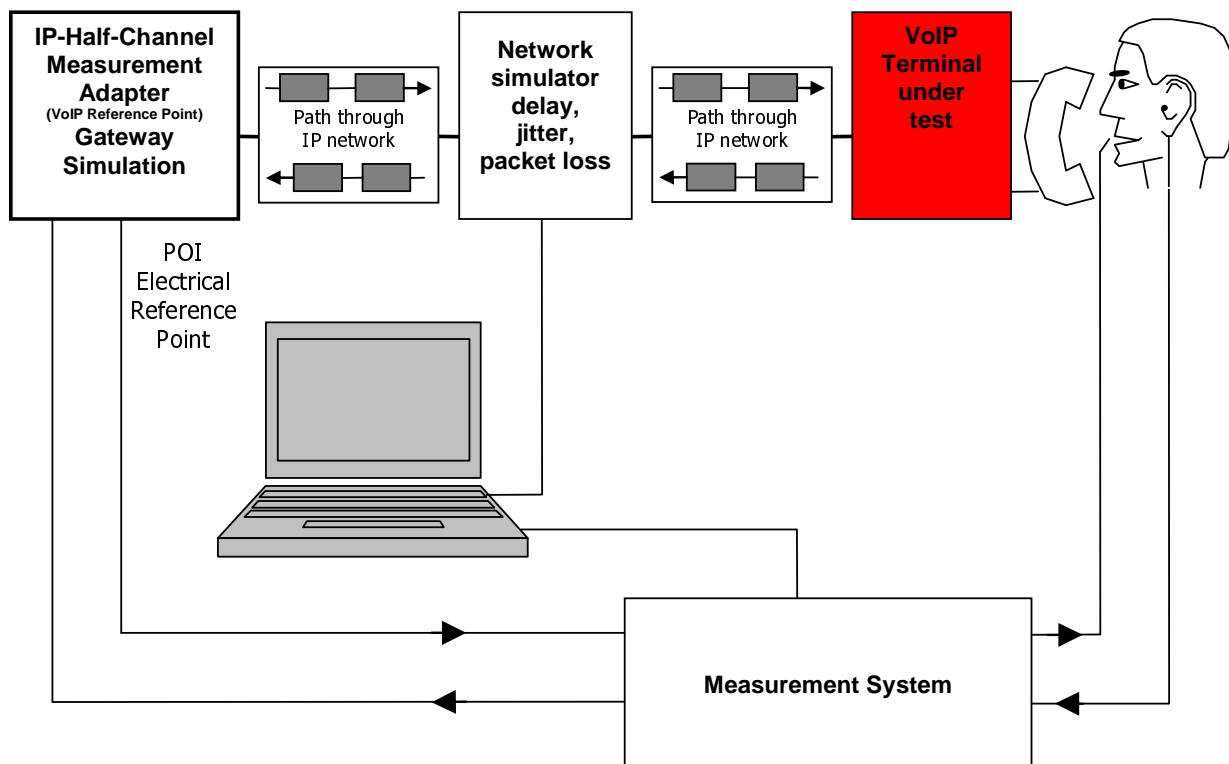 IP-Half-Channel
Measurement
Adapter
(VoIP Reference Point)
Gateway
Simulation
Path through
IP network
Network
simulator
delay,
jitter,
packet loss
Path through
IP network
VoIP
Terminal
under
test
POI
Electrical
Reference
Point
Measurement System